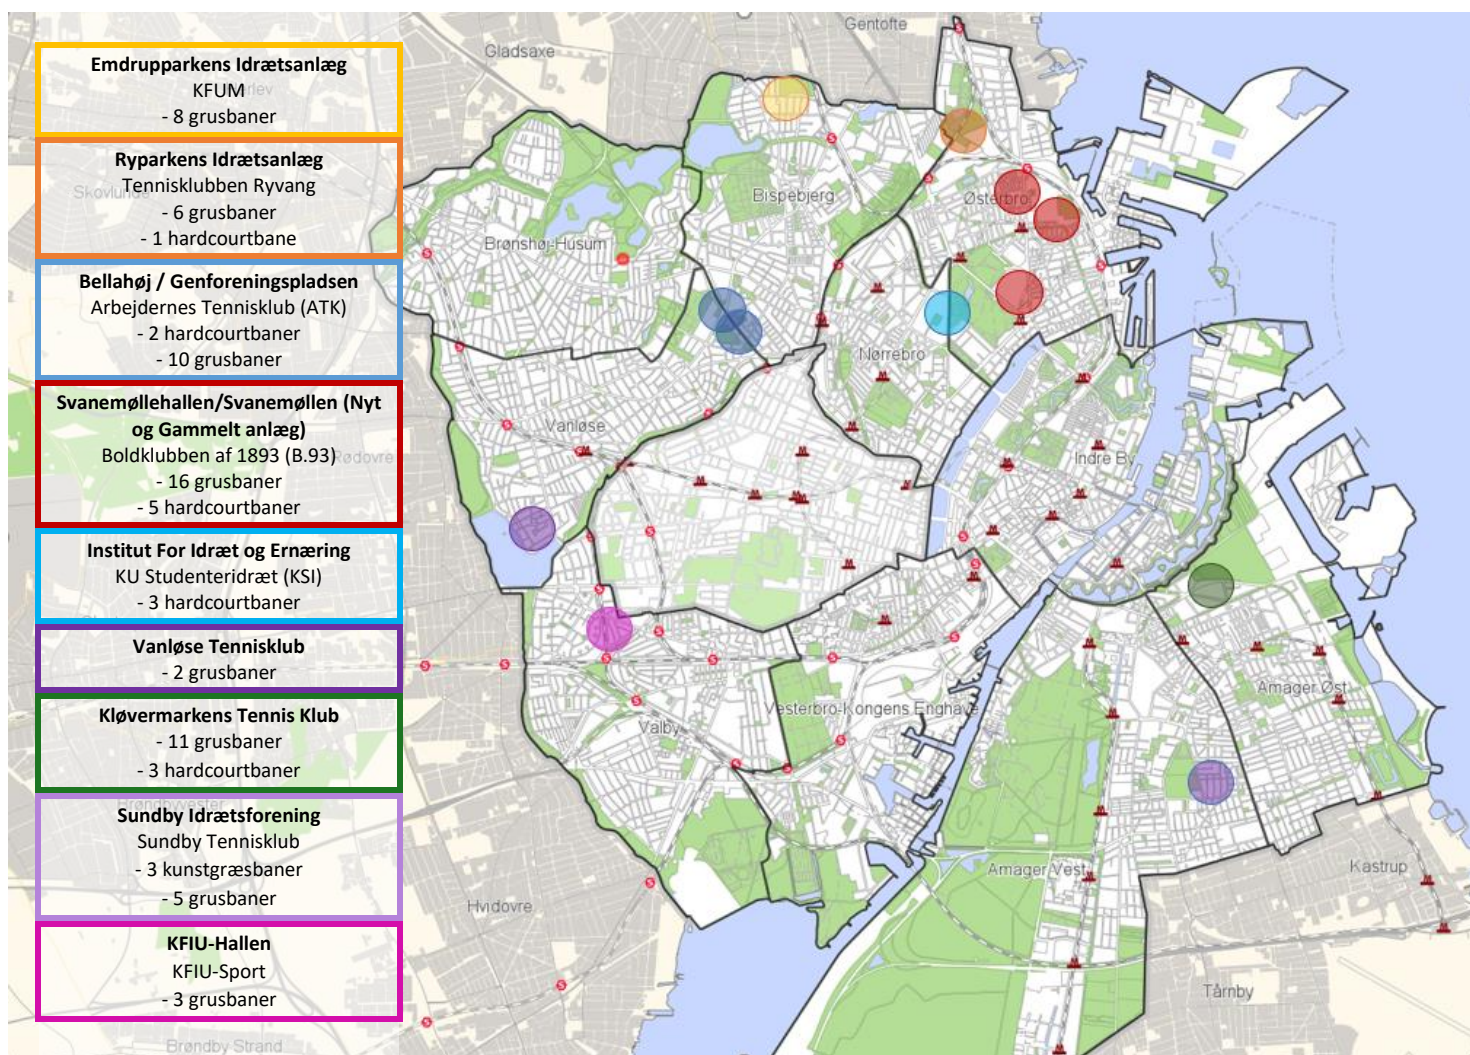 Emdrupparkens Idrætsanlæg
KFUM
- 8 grusbaner
Ryparkens Idrætsanlæg
Tennisklubben Ryvang
- 6 grusbaner
- 1 hardcourtbane
Bellahøj / Genforeningspladsen
Arbejdernes Tennisklub (ATK)
- 2 hardcourtbaner
- 10 grusbaner
Svanemøllehallen/Svanemøllen (Nyt
og Gammelt anlæg)
Boldklubben af 1893 (B.93)
- 16 grusbaner
- 5 hardcourtbaner
Institut For Idræt og Ernæring
KU Studenteridræt (KSI)
- 3 hardcourtbaner
Vanløse Tennisklub
- 2 grusbaner
Kløvermarkens Tennis Klub
- 11 grusbaner
- 3 hardcourtbaner
Sundby Idrætsforening
Sundby Tennisklub
- 3 kunstgræsbaner
- 5 grusbaner
KFIU-Hallen
KFIU-Sport
- 3 grusbaner
Gentofte
Gladsaxe
Skovlunde
Bispebjerg
Østerbro
Brønshøj-Husum
Nørrebro
Vanløse
Rødovre
Indre By
Amager Øst
Vesterbro-Kongens Enghave
Valby
Brøndbyvester
Amager Vest
Kastrup
Hvidovre
Tårnby
Brøndby Strand